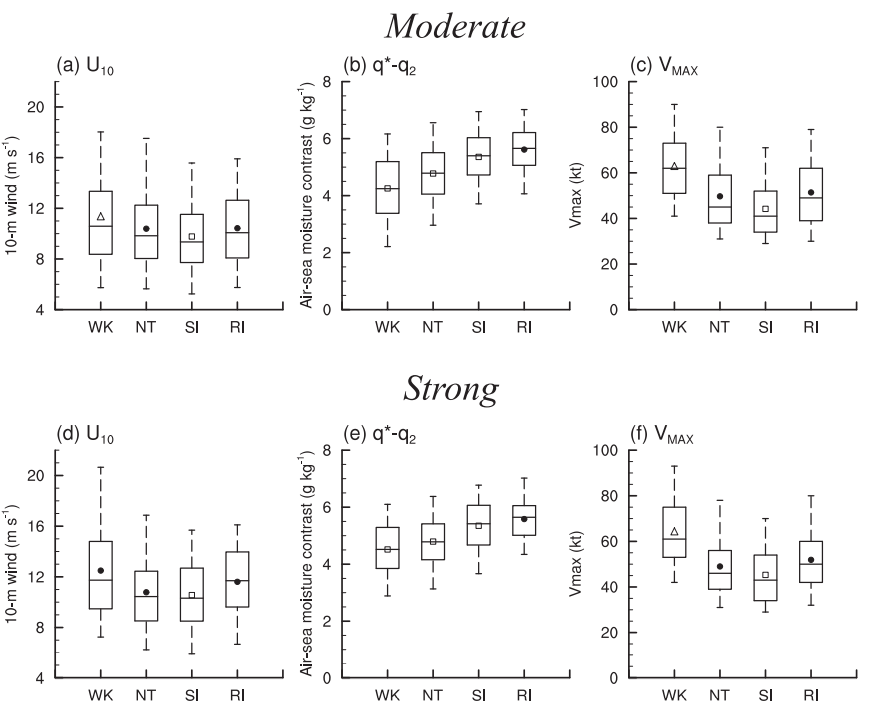 Moderate
(a) U10
10-m wind (m s-1)
20
16
12
8
4
WK NT SI RI
(b) q*-q2
Air-sea moisture contrast (g kg-1)
8
6
4
2
0
WK NT SI RI
(c) VMAX
Vmax (kt)
100
80
60
40
20
0
WK NT SI RI
Strong
(d) U10
10-m wind (m s-1)
20
16
12
8
4
WK NT SI RI
(e) q*-q2
Air-sea moisture contrast (g kg-1)
8
6
4
2
0
WK NT SI RI
(f) VMAX
Vmax (kt)
100
80
60
40
20
0
WK NT SI RI